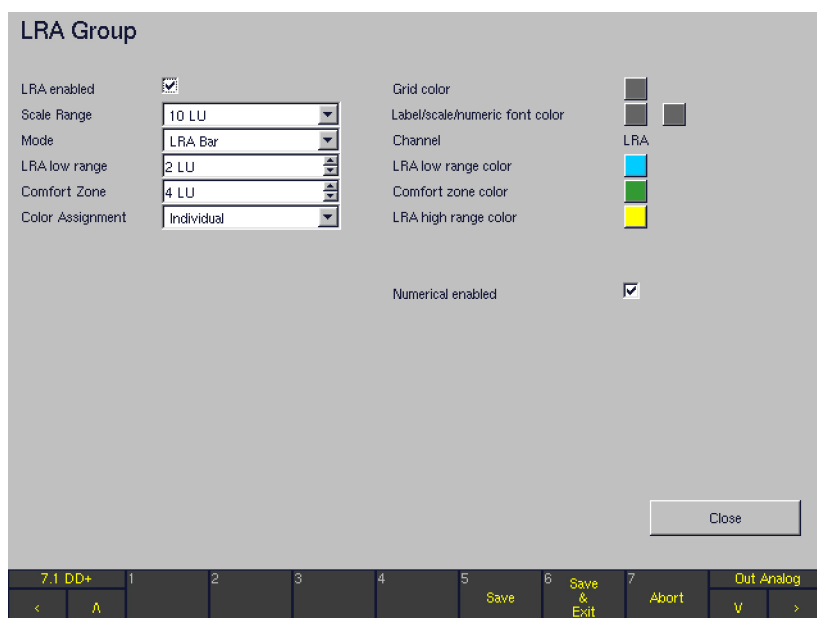 LRA Group
LRA enabled
Scale Range 10 LU
Mode LRA Bar
LRA low range 2 LU
Comfort Zone 4 LU
Color Assignment Individual
Grid color
Label/scale/numeric font color
Channel LRA
LRA low range color
Comfort zone color
LRA high range color
Numerical enabled
Close
7.1 DD+ 1 2 3 4 5 Save 6 Save & Exit 7 Abort Out Analog
< Λ V >